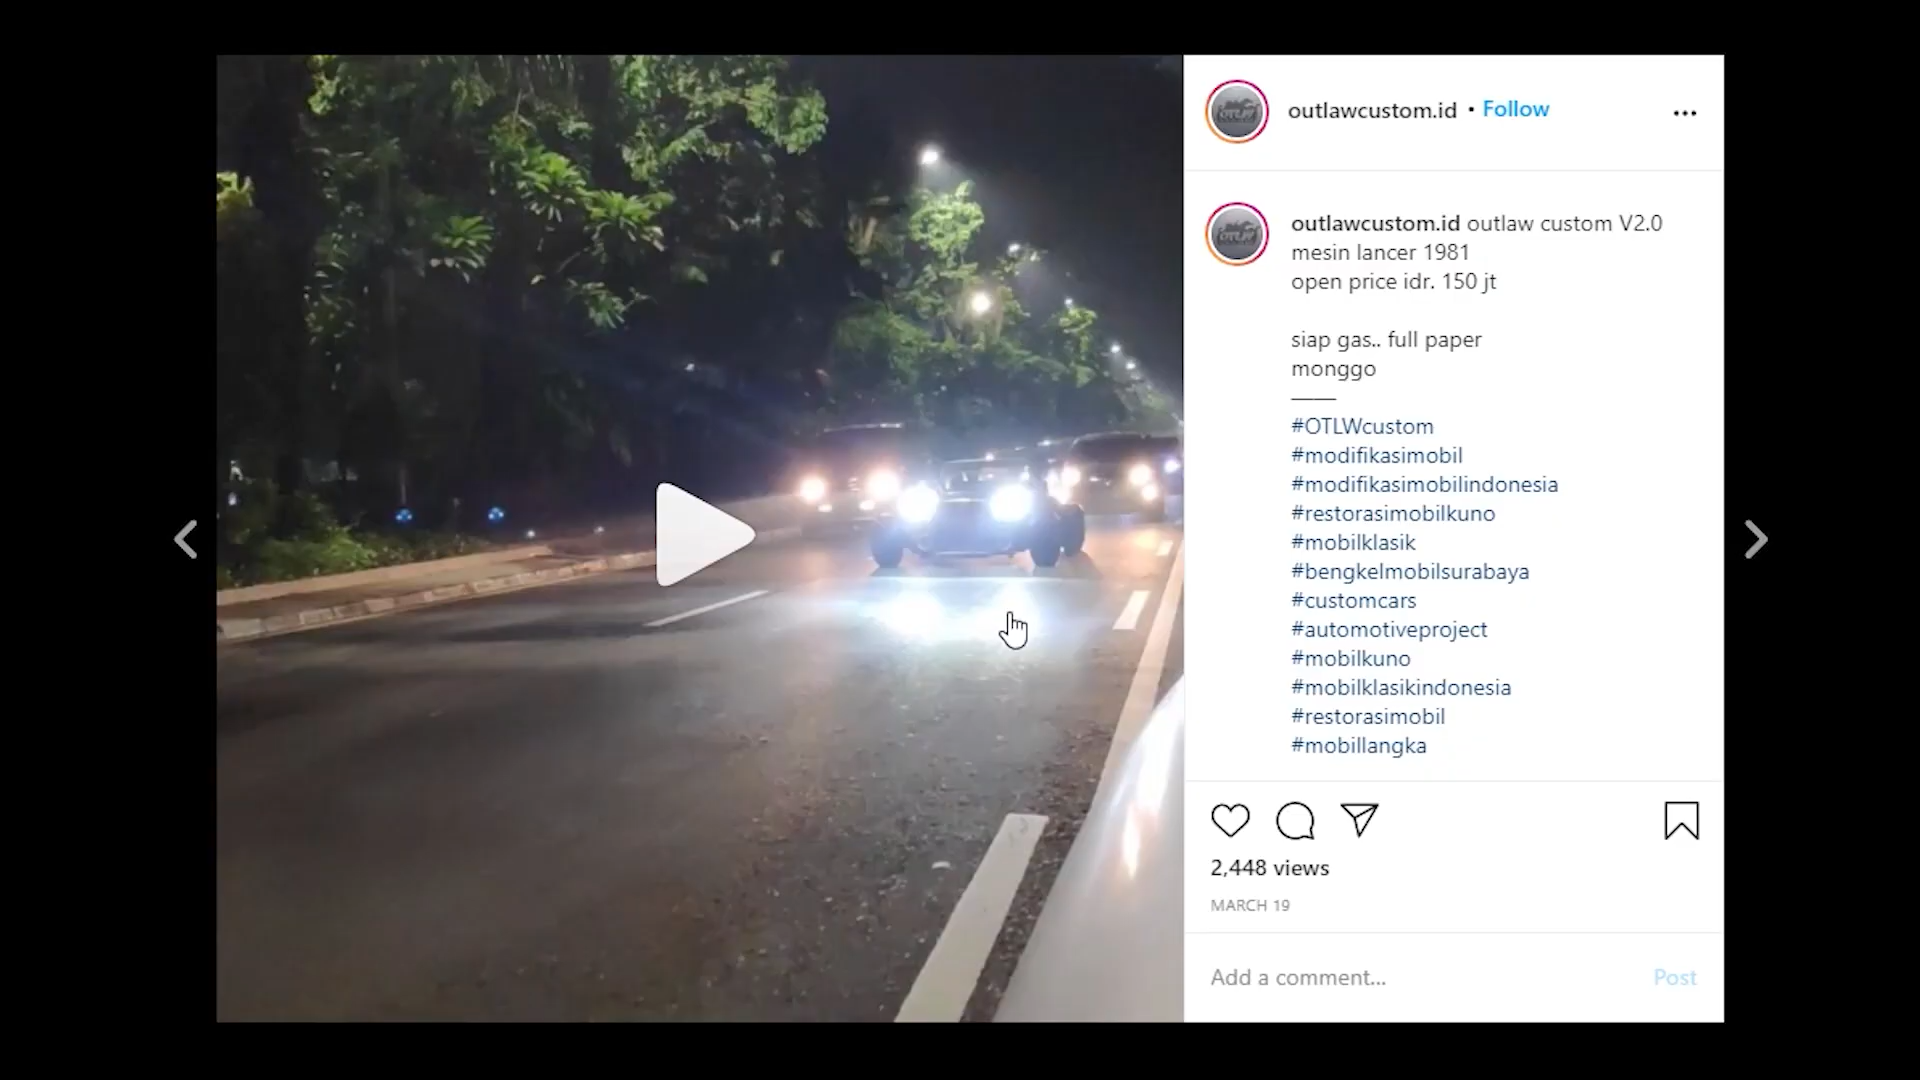 outlawcustom.id • Follow
outlawcustom.id outlaw custom V2.0
mesin lancer 1981
open price idr. 150 jt
siap gas.. full paper
monggo
——
#OTLWcustom
#modifikasimobil
#modifikasimobilindonesia
#restorasimobilkuno
#mobilklasik
#bengkelmobilsurabaya
#customcars
#automotiveproject
#mobilkuno
#mobilklasikindonesia
#restorasimobil
#mobillangka
2,448 views
MARCH 19
Add a comment...
Post